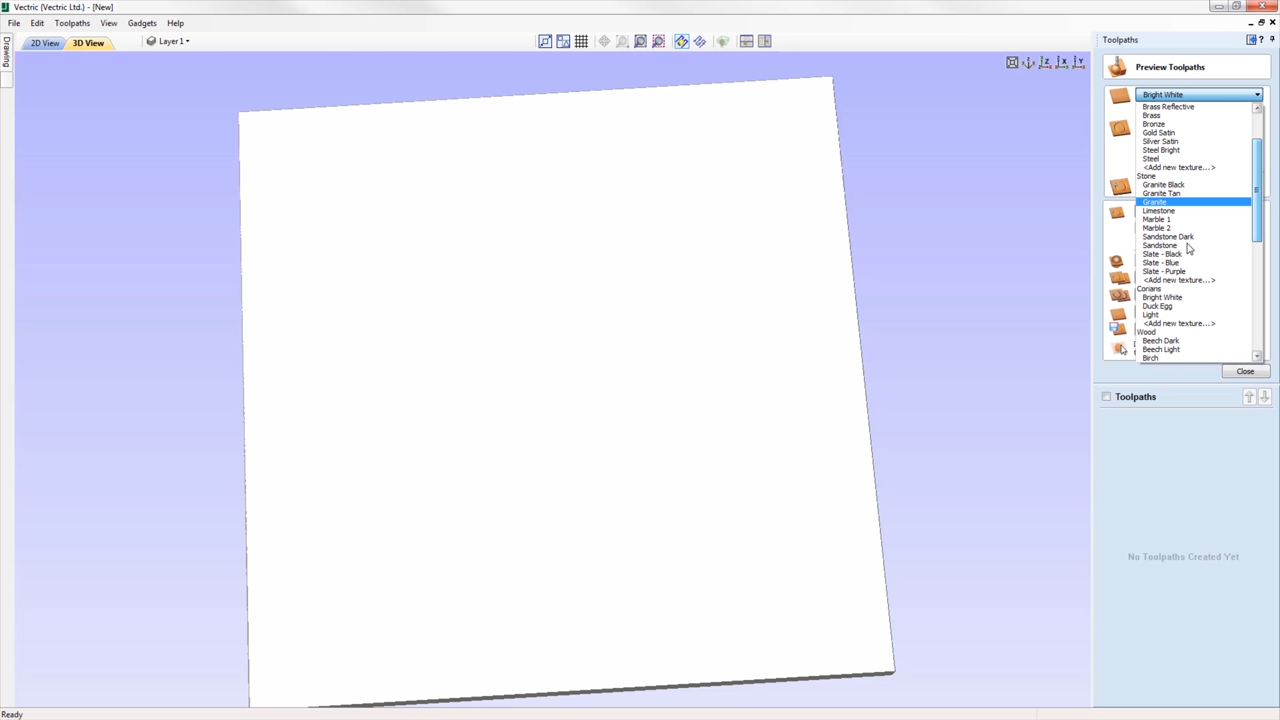 Vectric {Vectric Ltd.} - [New]
File Edit Toolpaths View Gadgets Help
2D View 3D View Layer 1
Drawing
Toolpaths
Preview Toolpaths
Bright White
Brass Reflective
Brass
Bronze
Gold Satin
Silver Satin
Steel Bright
Steel
<Add new texture...>
Stone
Granite Black
Granite Tan
Granite
Limestone
Marble 1
Marble 2
Sandstone Dark
Sandstone
Slate - Black
Slate - Blue
Slate - Purple
<Add new texture...>
Corians
Bright White
Duck Egg
Light
<Add new texture...>
Wood
Beech Dark
Beech Light
Birch
Close
Toolpaths
No Toolpaths Created Yet
Ready